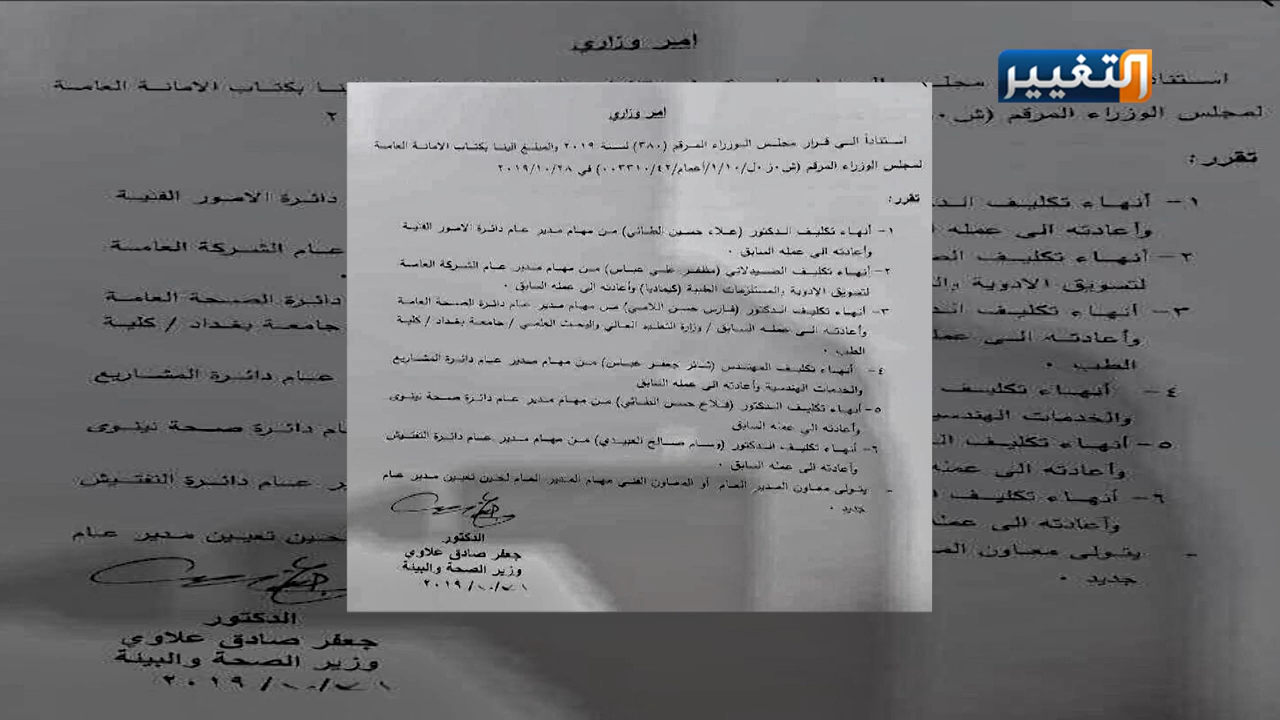 التغيير
امر وزاري
استناداً الى قرار مجلس الوزراء المرقم (٣٨٠) لسنة ٢٠١٩ والمبلغ الينا بكتاب الامانة العامة
لمجلس الوزراء المرقم (ش.ز.ل/١/١٠/أعمام/٠٠٣٣١٠/٤٢) في ٢٠١٩/١٠/٢٨
تقرر :
١- أنهاء تكليف الدكتور (علاء حسين الطائي) من مهام مدير عام دائرة الامور الفنية
وأعادته الى عمله السابق .
٢- أنهاء تكليف الصيدلاني (مظفر علي عباس) من مهام مدير عام الشركة العامة
لتسويق الادوية والمستلزمات الطبية (كيماديا) وأعادته الى عمله السابق .
٣- أنهاء تكليف الدكتور (فارس حسن اللامي) من مهام مدير عام دائرة الصحة العامة
وأعادته الى عمله السابق / وزارة التعليم العالي والبحث العلمي / جامعة بغداد / كلية
الطب .
٤- أنهاء تكليف المهندس (ثائر جعفر عباس) من مهام مدير عام دائرة المشاريع
والخدمات الهندسية وأعادته الى عمله السابق
٥- أنهاء تكليف الدكتور (فلاح حسن الطائي) من مهام مدير عام دائرة صحة نينوى
وأعادته الى عمله السابق
٦- أنهاء تكليف الدكتور (وسام صالح العبيدي) من مهام مدير عام دائرة التفتيش
وأعادته الى عمله السابق .
- يتولى معاون المدير العام أو المعاون الفني مهام المدير العام لحين تعيين مدير عام
جديد .
الدكتور
جعفر صادق علاوي
وزير الصحة والبيئة
٢٠١٩/١٠/